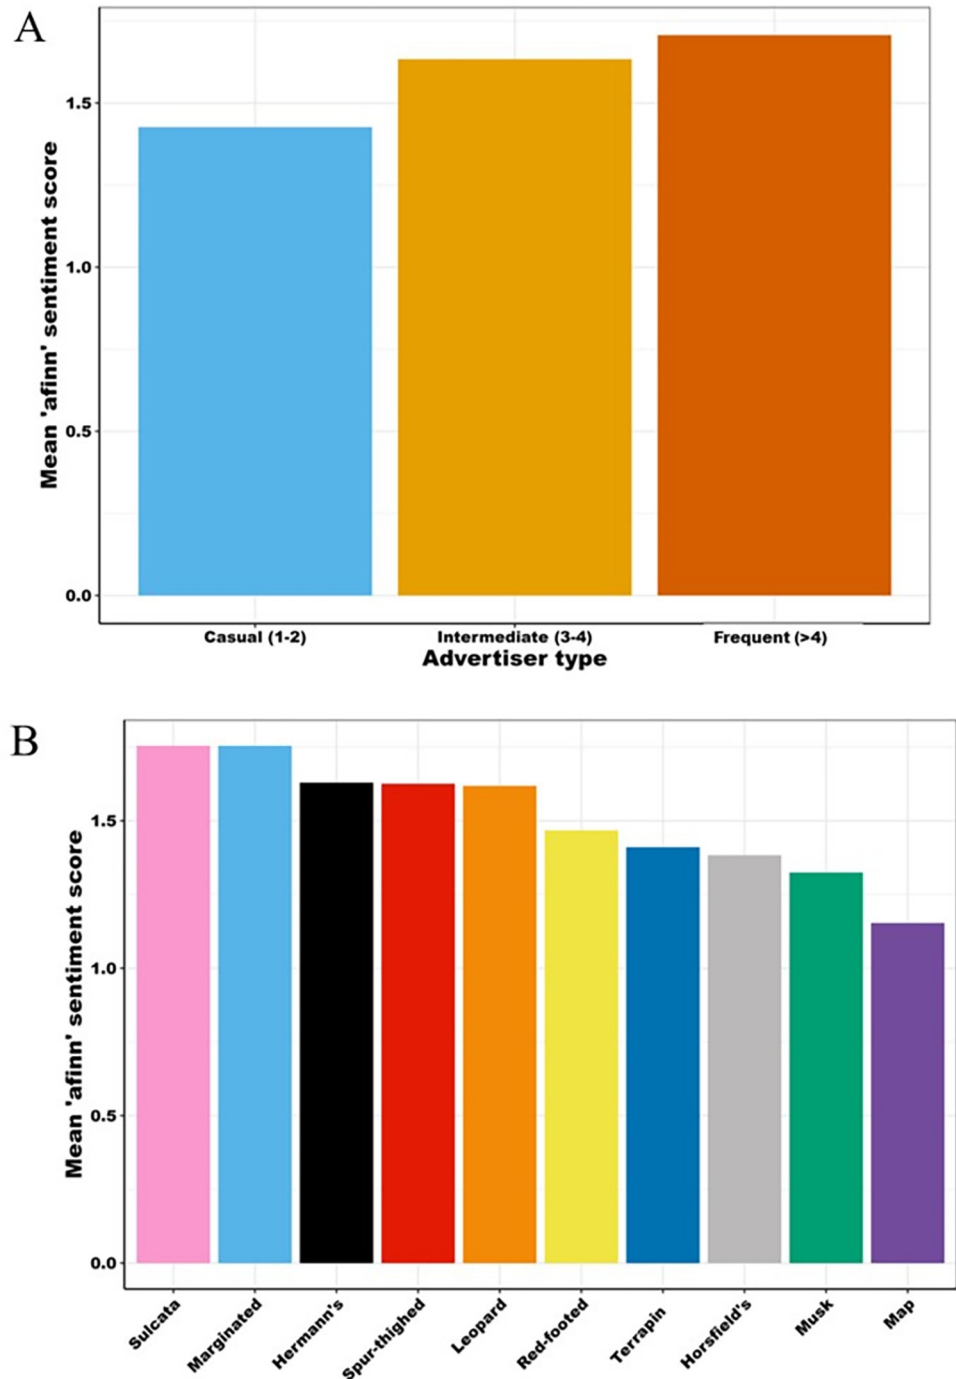 A
Mean 'afinn' sentiment score
1.5
1.0
0.5
0.0
Casual (1-2)
Intermediate (3-4)
Frequent (>4)
Advertiser type
B
Mean 'afinn' sentiment score
1.5
1.0
0.5
0.0
Sulcata
Marginated
Hermann's
Spur-thighed
Leopard
Red-footed
Terrapin
Horsfield's
Musk
Map